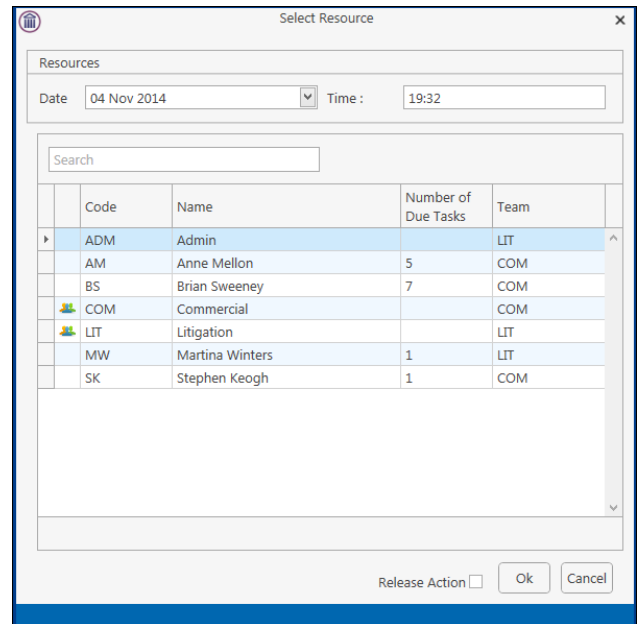 Select Resource
Resources
Date 04 Nov 2014 Time : 19:32
Search
Code Name Number of Due Tasks Team
ADM Admin LIT
AM Anne Mellon 5 COM
BS Brian Sweeney 7 COM
COM Commercial COM
LIT Litigation LIT
MW Martina Winters 1 LIT
SK Stephen Keogh 1 COM
Release Action Ok Cancel